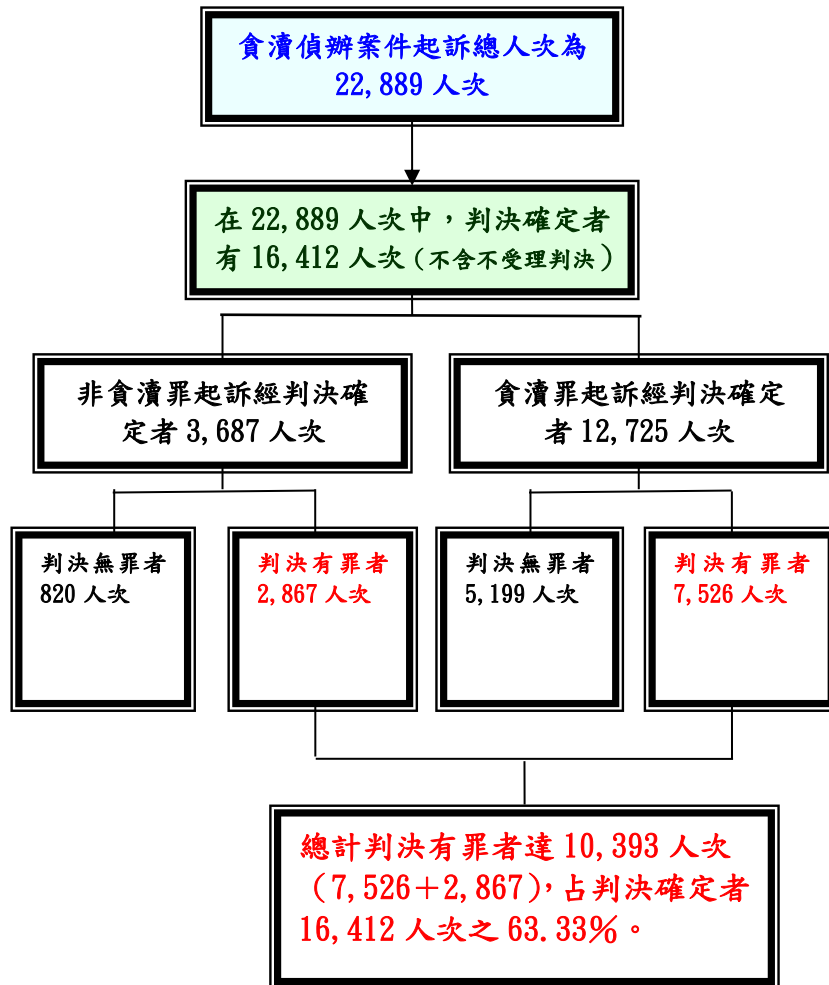 貪瀆偵辦案件起訴總人次為
22,889 人次
在 22,889 人次中，判決確定者
有 16,412 人次（不含不受理判決）
非貪瀆罪起訴經判決確
定者 3,687 人次
貪瀆罪起訴經判決確定
者 12,725 人次
判決無罪者
820 人次
判決有罪者
2,867 人次
判決無罪者
5,199 人次
判決有罪者
7,526 人次
總計判決有罪者達 10,393 人次
（7,526＋2,867），占判決確定者
16,412 人次之 63.33％。